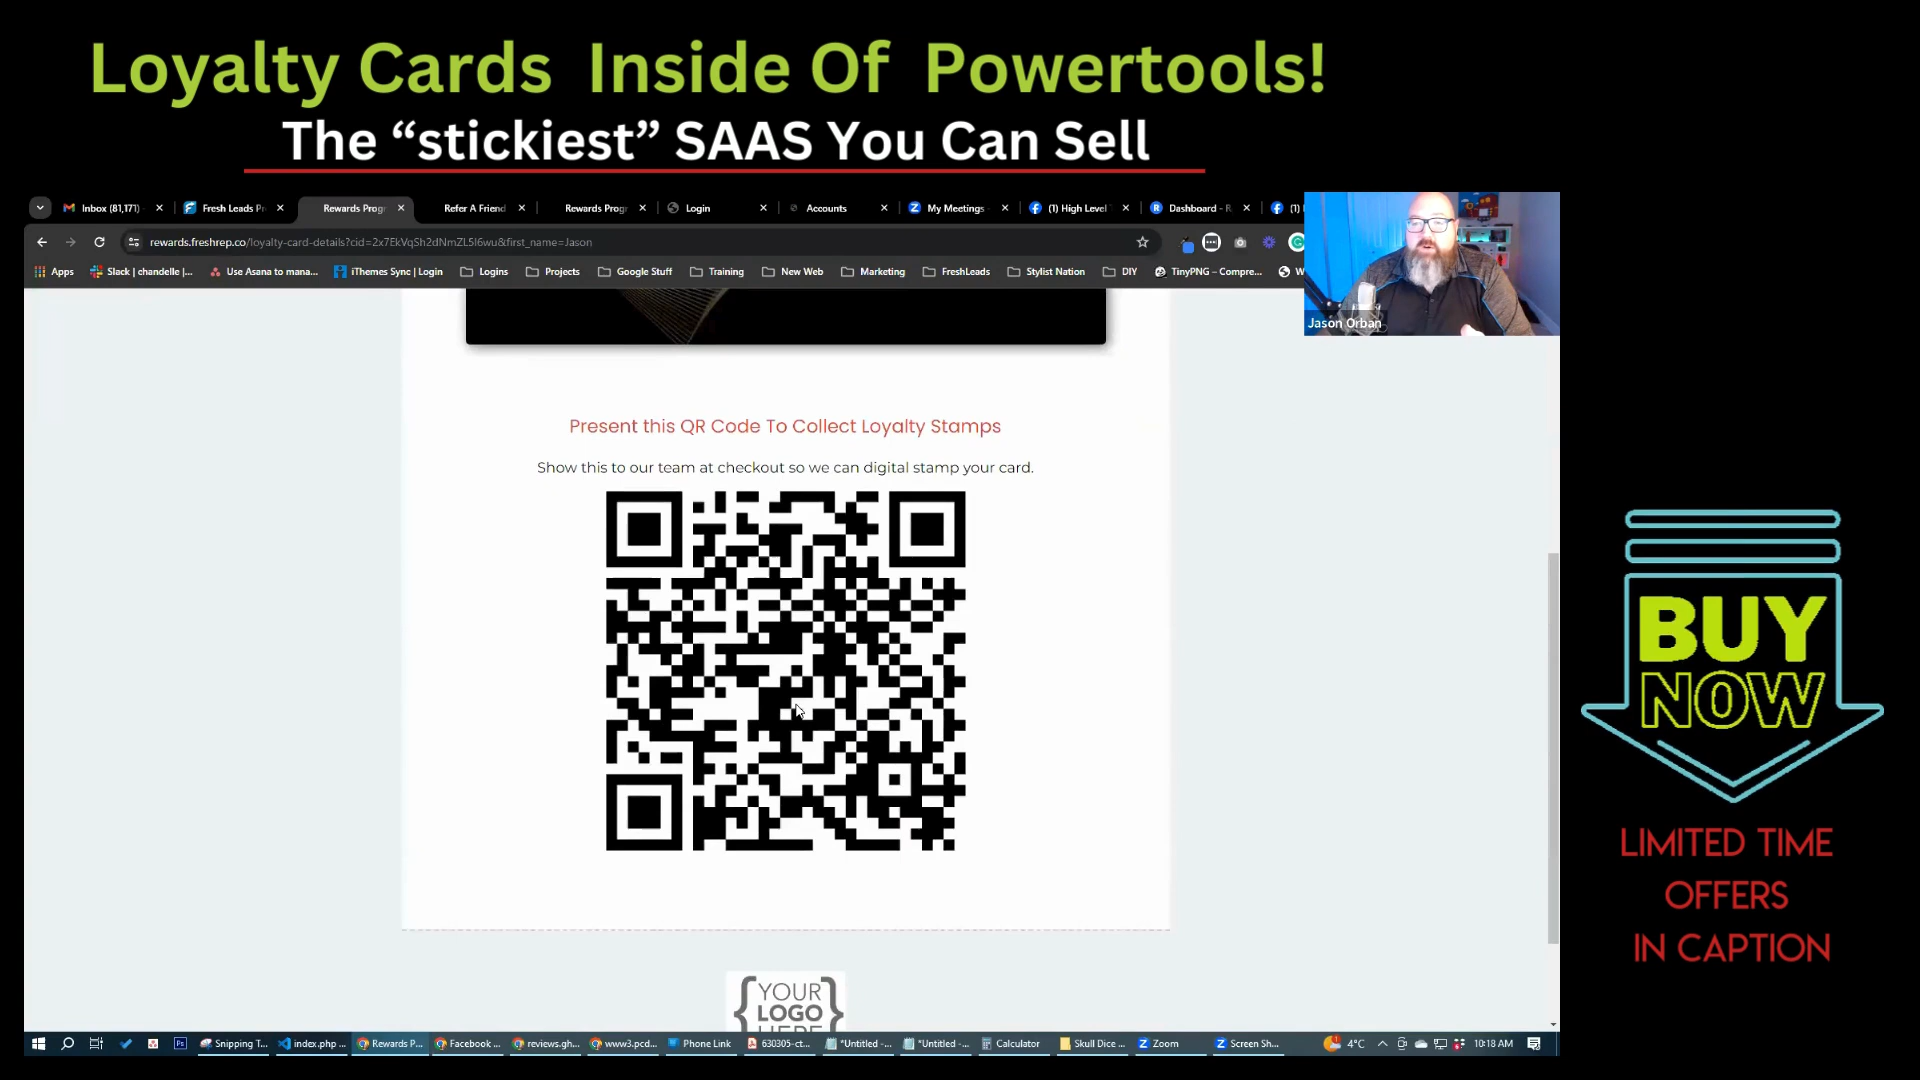 Loyalty Cards Inside Of Powertools!
The “stickiest” SAAS You Can Sell
Inbox (81,171)
Fresh Leads P
Rewards Prog
Refer A Friend
Rewards Progr
Login
Accounts
My Meetings -
(1) High Level
Dashboard - R
(1)
rewards.freshrep.co/loyalty-card-details?cid=2x7EkVqSh2dNmZL5l6wu&first_name=Jason
Apps
Slack | chandelle |...
Use Asana to mana...
iThemes Sync | Login
Logins
Projects
Google Stuff
Training
New Web
Marketing
FreshLeads
Stylist Nation
DIY
TinyPNG – Compre...
W
Jason Orban
Present this QR Code To Collect Loyalty Stamps
Show this to our team at checkout so we can digital stamp your card.
{YOUR
LOGO
HERE}
BUY
NOW
LIMITED TIME
OFFERS
IN CAPTION
Ps
Snipping T...
index.php ...
Rewards P...
Facebook ...
reviews.gh...
www3.pcd...
Phone Link
630305-ct...
*Untitled -...
*Untitled -...
Calculator
Skull Dice ...
Zoom
Screen Sh...
4°C
10:18 AM